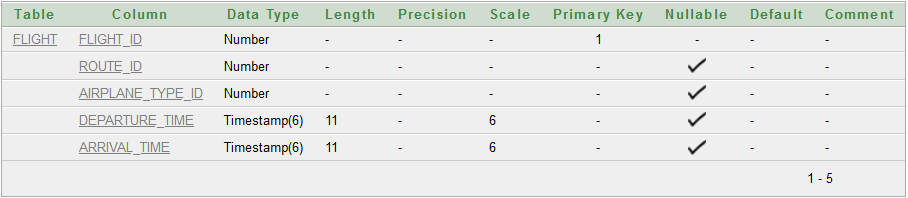 Table Column Data Type Length Precision Scale Primary Key Nullable Default Comment
FLIGHT FLIGHT_ID Number - - - 1 - - -
ROUTE_ID Number - - - - ✓ - -
AIRPLANE_TYPE_ID Number - - - - ✓ - -
DEPARTURE_TIME Timestamp(6) 11 - 6 - ✓ - -
ARRIVAL_TIME Timestamp(6) 11 - 6 - ✓ - -
1 - 5